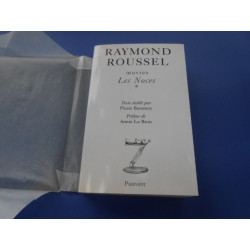 RAYMOND
ROUSSEL
œuvres
Les Noces
*
Texte établi par
Pierre Bazantay
Préface de
Annie Le Brun
Pauvert